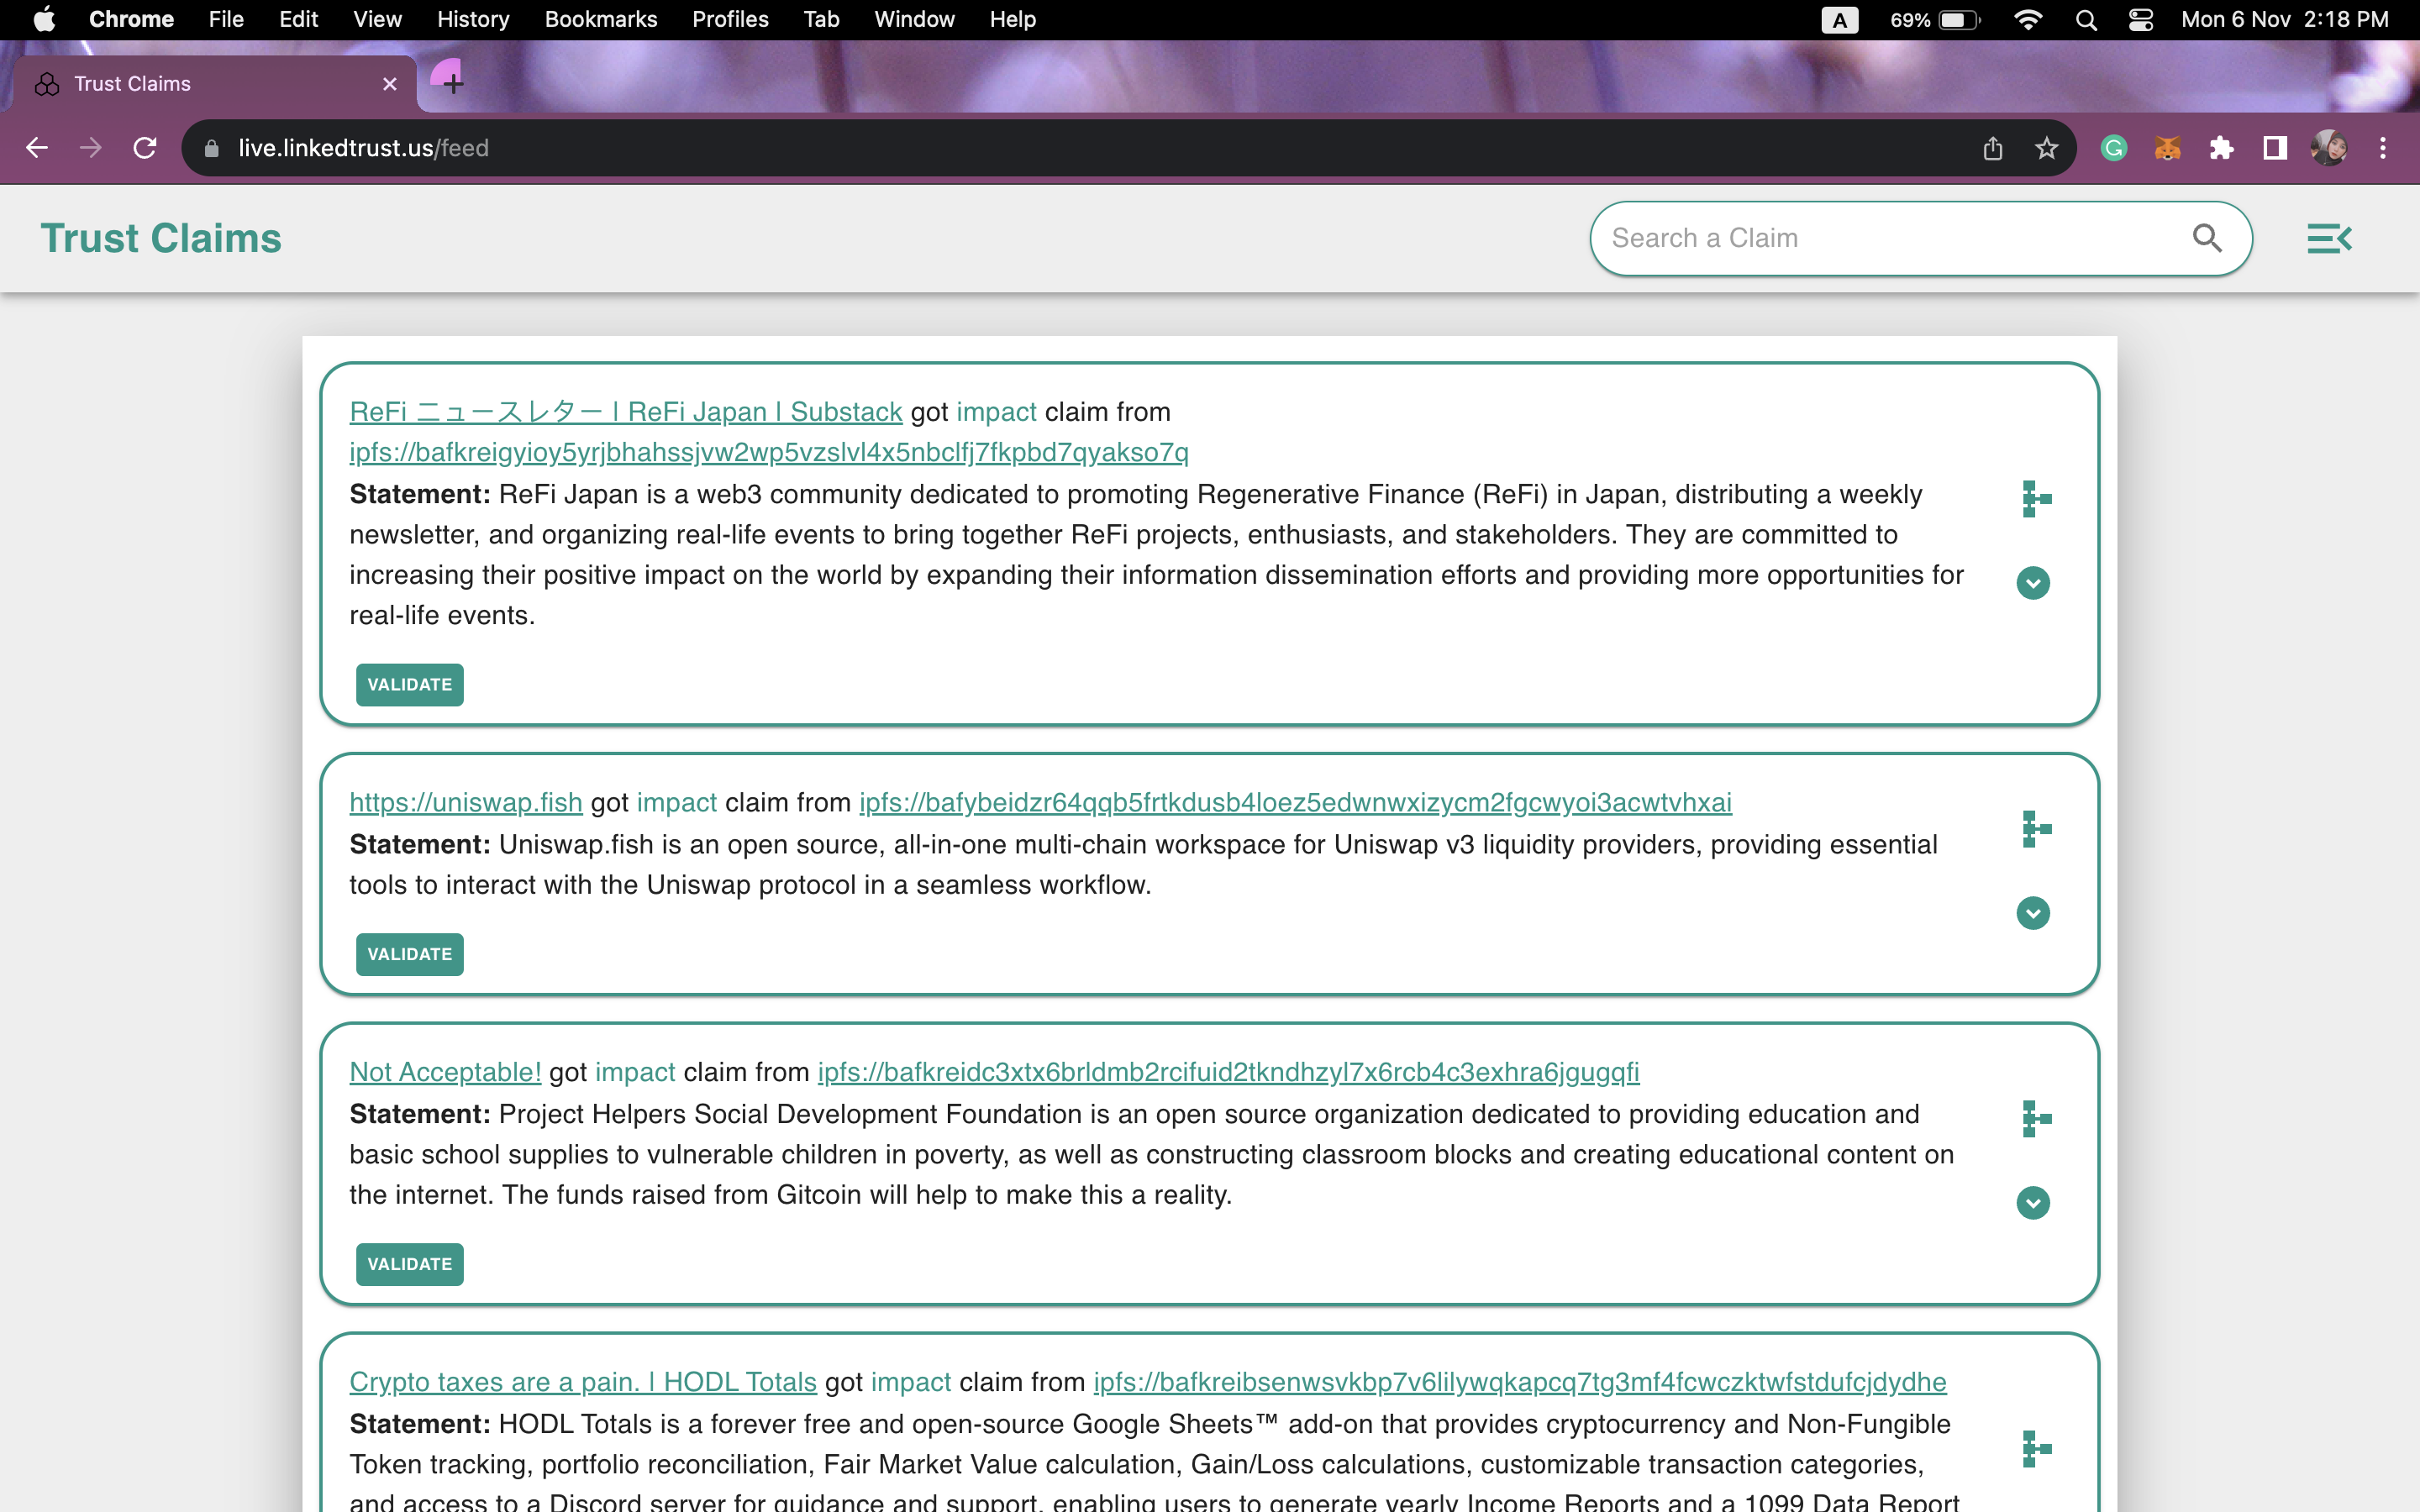 Chrome File Edit View History Bookmarks Profiles Tab Window Help A 69% Mon 6 Nov 2:18 PM
Trust Claims
live.linkedtrust.us/feed
Trust Claims
Search a Claim
ReFi ニュースレター | ReFi Japan | Substack got impact claim from
ipfs://bafkreigyioy5yrjbhahssjvw2wp5vzslvl4x5nbclfj7fkpbd7qyakso7q
Statement: ReFi Japan is a web3 community dedicated to promoting Regenerative Finance (ReFi) in Japan, distributing a weekly
newsletter, and organizing real-life events to bring together ReFi projects, enthusiasts, and stakeholders. They are committed to
increasing their positive impact on the world by expanding their information dissemination efforts and providing more opportunities for
real-life events.
VALIDATE
https://uniswap.fish got impact claim from ipfs://bafybeidzr64qqb5frtkdusb4loez5edwnwxizycm2fgcwyoi3acwtvhxai
Statement: Uniswap.fish is an open source, all-in-one multi-chain workspace for Uniswap v3 liquidity providers, providing essential
tools to interact with the Uniswap protocol in a seamless workflow.
VALIDATE
Not Acceptable! got impact claim from ipfs://bafkreidc3xtx6brldmb2rcifuid2tkndhzyl7x6rcb4c3exhra6jgugqfi
Statement: Project Helpers Social Development Foundation is an open source organization dedicated to providing education and
basic school supplies to vulnerable children in poverty, as well as constructing classroom blocks and creating educational content on
the internet. The funds raised from Gitcoin will help to make this a reality.
VALIDATE
Crypto taxes are a pain. | HODL Totals got impact claim from ipfs://bafkreibsenwsvkbp7v6lilywqkapcq7tg3mf4fcwczktwfstdufcjdydhe
Statement: HODL Totals is a forever free and open-source Google Sheets™ add-on that provides cryptocurrency and Non-Fungible
Token tracking, portfolio reconciliation, Fair Market Value calculation, Gain/Loss calculations, customizable transaction categories,
and access to a Discord server for guidance and support, enabling users to generate yearly Income Reports and a 1099 Data Report